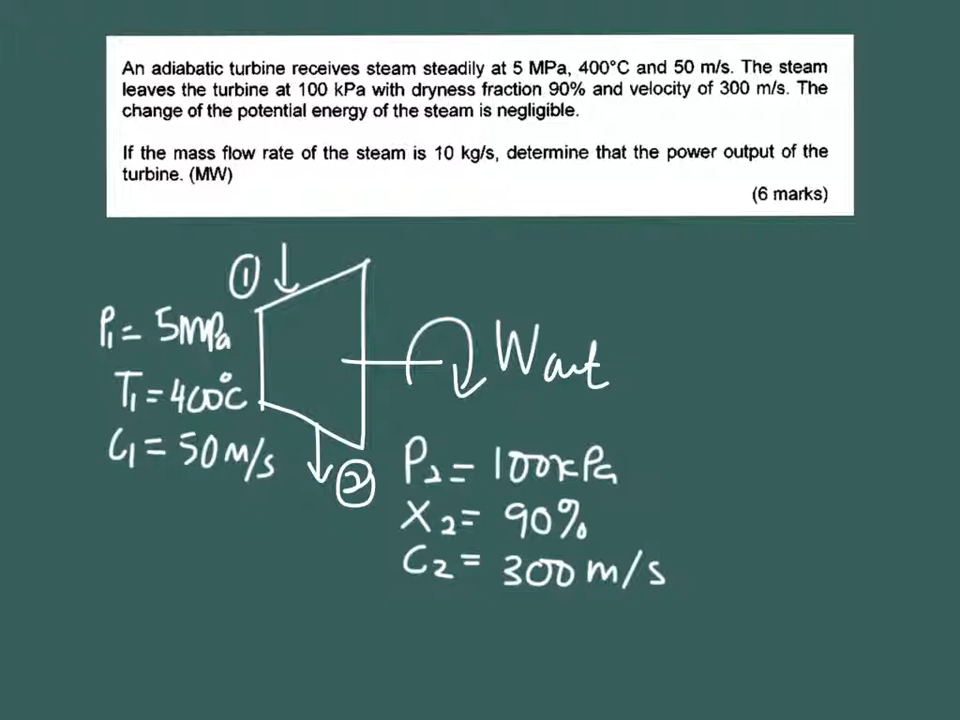 An adiabatic turbine receives steam steadily at 5 MPa, 400°C and 50 m/s. The steam
leaves the turbine at 100 kPa with dryness fraction 90% and velocity of 300 m/s. The
change of the potential energy of the steam is negligible.
If the mass flow rate of the steam is 10 kg/s, determine that the power output of the
turbine. (MW)
(6 marks)
①
P₁ = 5MPa
T₁ = 400°C
C₁ = 50 m/s
Wout
②
P₂ = 100kPa
X₂ = 90%
C₂ = 300 m/s